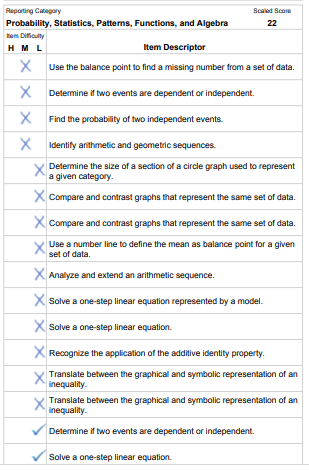 Reporting Category Scaled Score
Probability, Statistics, Patterns, Functions, and Algebra 22
Item Difficulty
H M L Item Descriptor
Use the balance point to find a missing number from a set of data.
Determine if two events are dependent or independent.
Find the probability of two independent events.
Identify arithmetic and geometric sequences.
Determine the size of a section of a circle graph used to represent
a given category.
Compare and contrast graphs that represent the same set of data.
Compare and contrast graphs that represent the same set of data.
Use a number line to define the mean as balance point for a given
set of data.
Analyze and extend an arithmetic sequence.
Solve a one-step linear equation represented by a model.
Solve a one-step linear equation.
Recognize the application of the additive identity property.
Translate between the graphical and symbolic representation of an
inequality.
Translate between the graphical and symbolic representation of an
inequality.
Determine if two events are dependent or independent.
Solve a one-step linear equation.